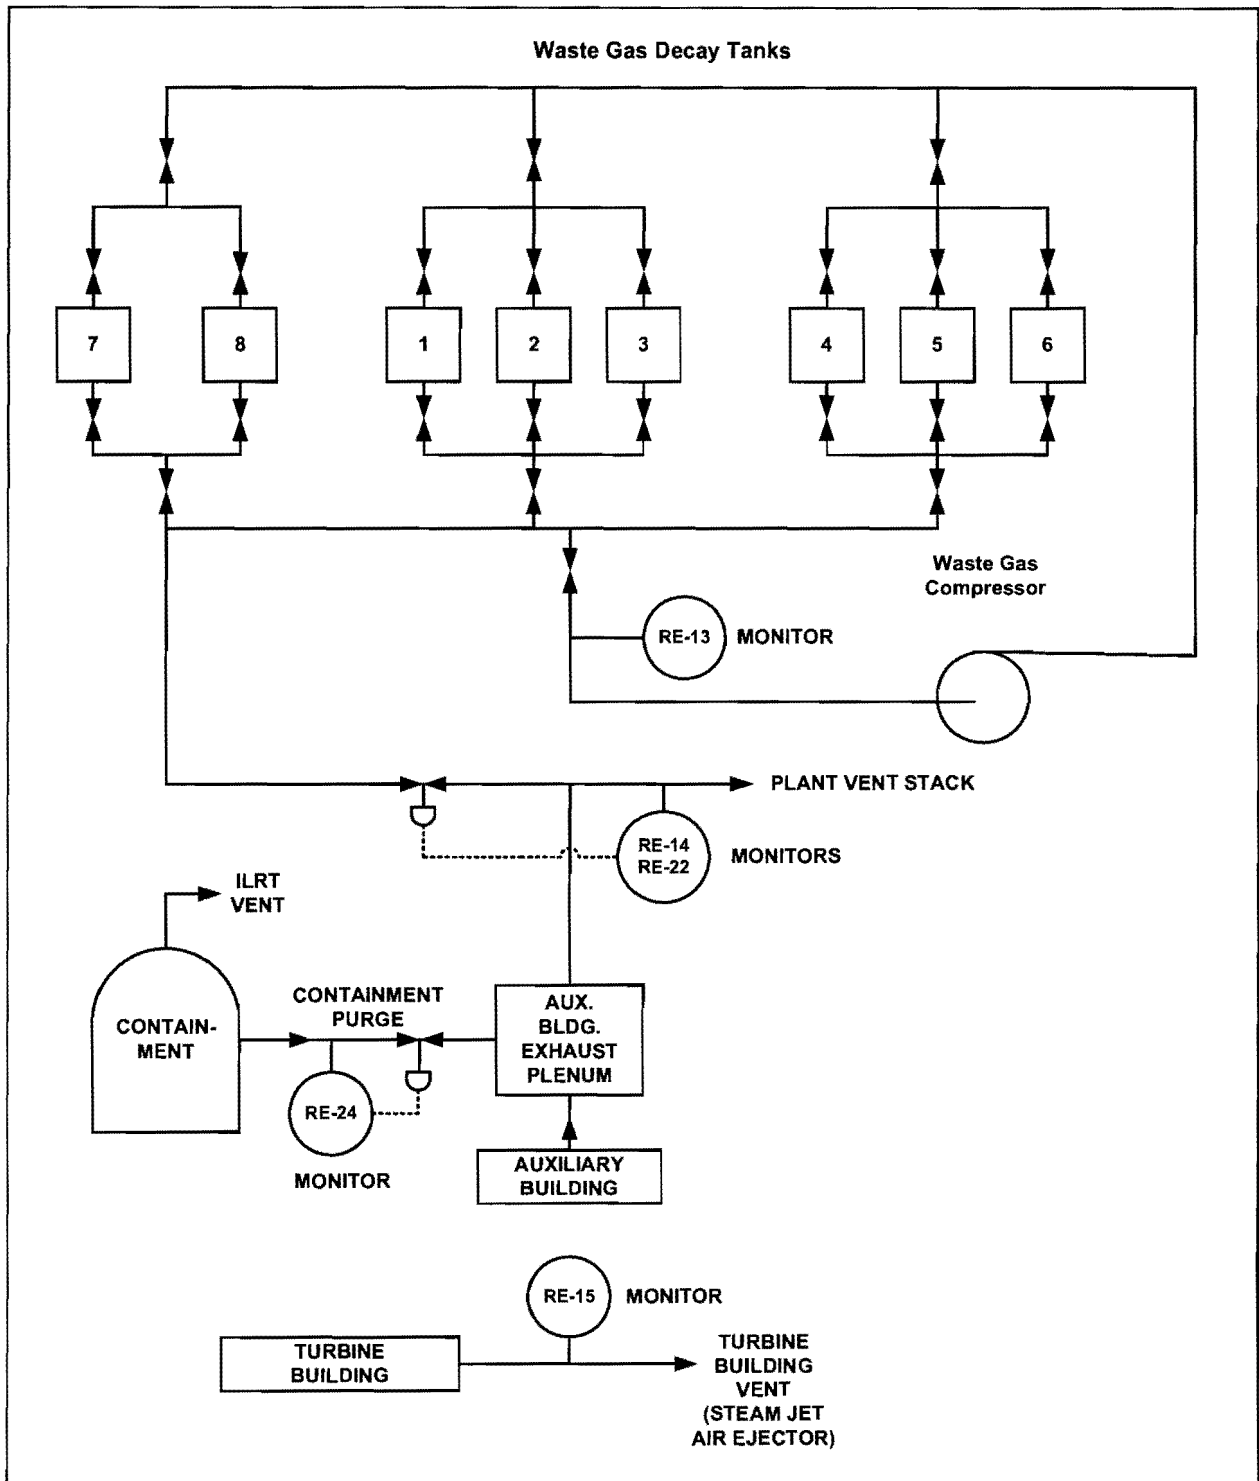 Waste Gas Decay Tanks
7
8
1
2
3
4
5
6
Waste Gas
Compressor
RE-13
MONITOR
PLANT VENT STACK
RE-14
RE-22
MONITORS
ILRT
VENT
CONTAIN-
MENT
CONTAINMENT
PURGE
RE-24
MONITOR
AUX.
BLDG.
EXHAUST
PLENUM
AUXILIARY
BUILDING
RE-15
MONITOR
TURBINE
BUILDING
TURBINE
BUILDING
VENT
(STEAM JET
AIR EJECTOR)